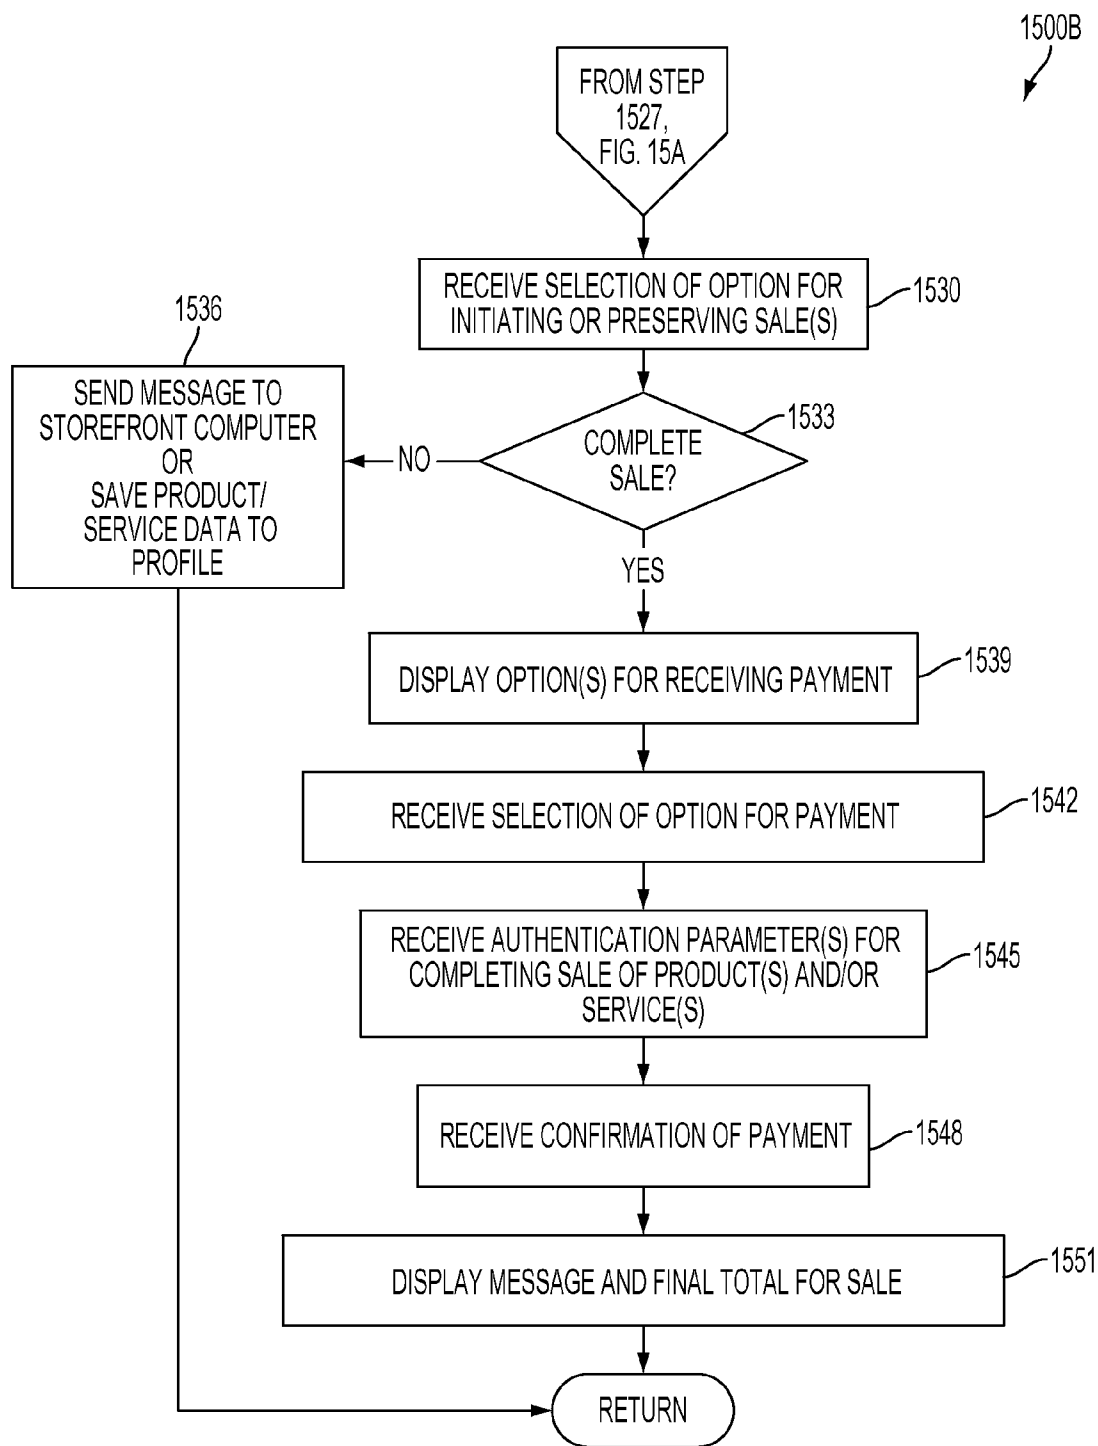 1500B
FROM STEP
1527,
FIG. 15A
RECEIVE SELECTION OF OPTION FOR
INITIATING OR PRESERVING SALE(S)
1530
1536
SEND MESSAGE TO
STOREFRONT COMPUTER
OR
SAVE PRODUCT/
SERVICE DATA TO
PROFILE
NO
COMPLETE
SALE?
1533
YES
DISPLAY OPTION(S) FOR RECEIVING PAYMENT
1539
RECEIVE SELECTION OF OPTION FOR PAYMENT
1542
RECEIVE AUTHENTICATION PARAMETER(S) FOR
COMPLETING SALE OF PRODUCT(S) AND/OR
SERVICE(S)
1545
RECEIVE CONFIRMATION OF PAYMENT
1548
DISPLAY MESSAGE AND FINAL TOTAL FOR SALE
1551
RETURN